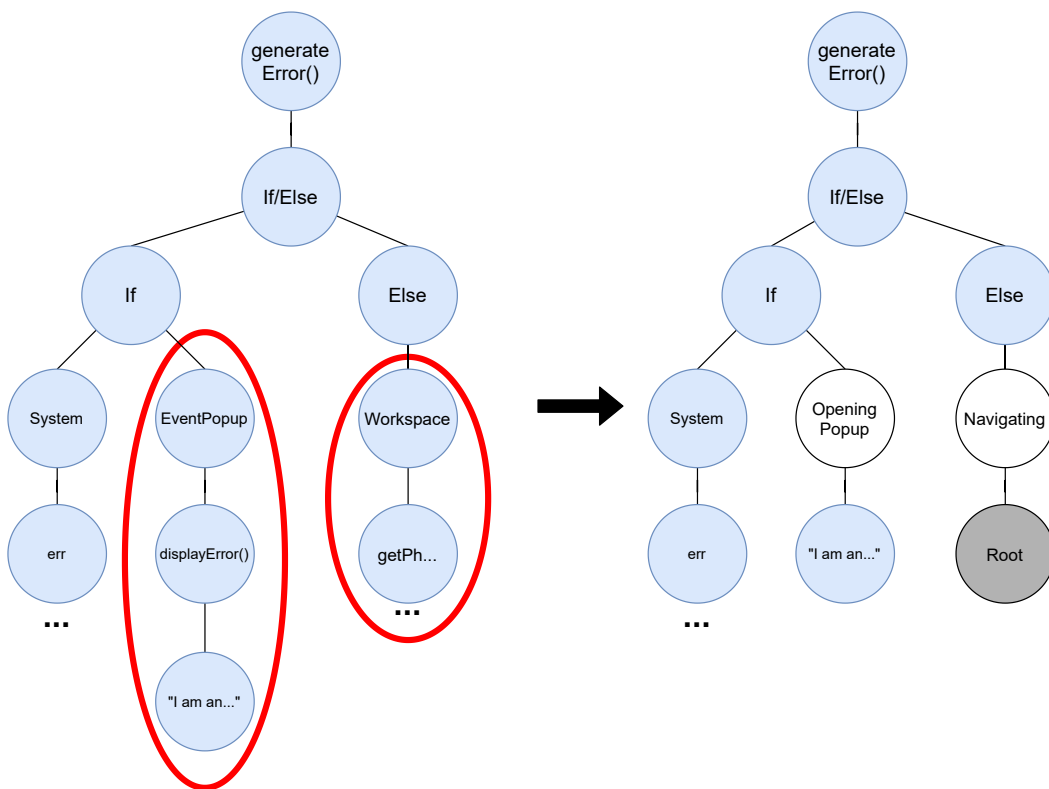 generate
Error()
If/Else
If
Else
System
EventPopup
Workspace
err
displayError()
getPh...
...
...
"I am an..."
generate
Error()
If/Else
If
Else
System
Opening
Popup
Navigating
err
"I am an..."
Root
...